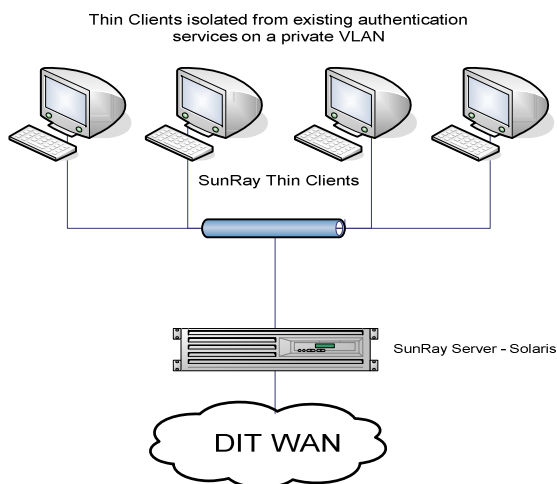 Thin Clients isolated from existing authentication
services on a private VLAN
SunRay Thin Clients
SunRay Server - Solaris
DIT WAN